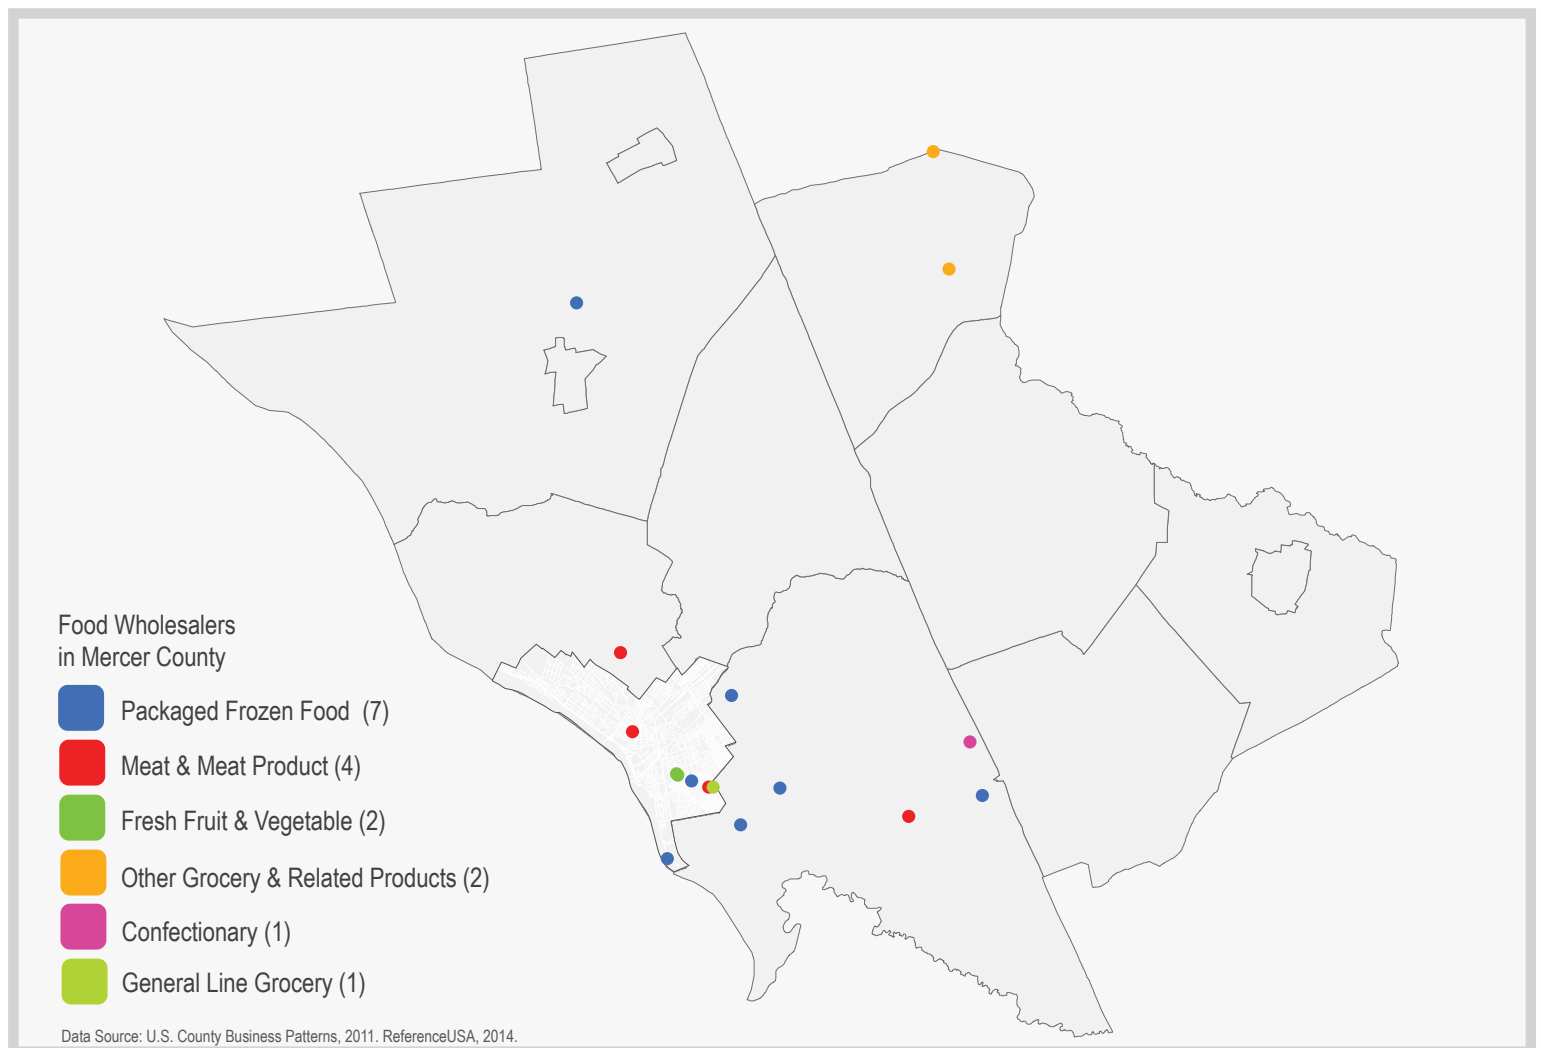 Food Wholesalers
in Mercer County
Packaged Frozen Food (7)
Meat & Meat Product (4)
Fresh Fruit & Vegetable (2)
Other Grocery & Related Products (2)
Confectionary (1)
General Line Grocery (1)
Data Source: U.S. County Business Patterns, 2011. ReferenceUSA, 2014.